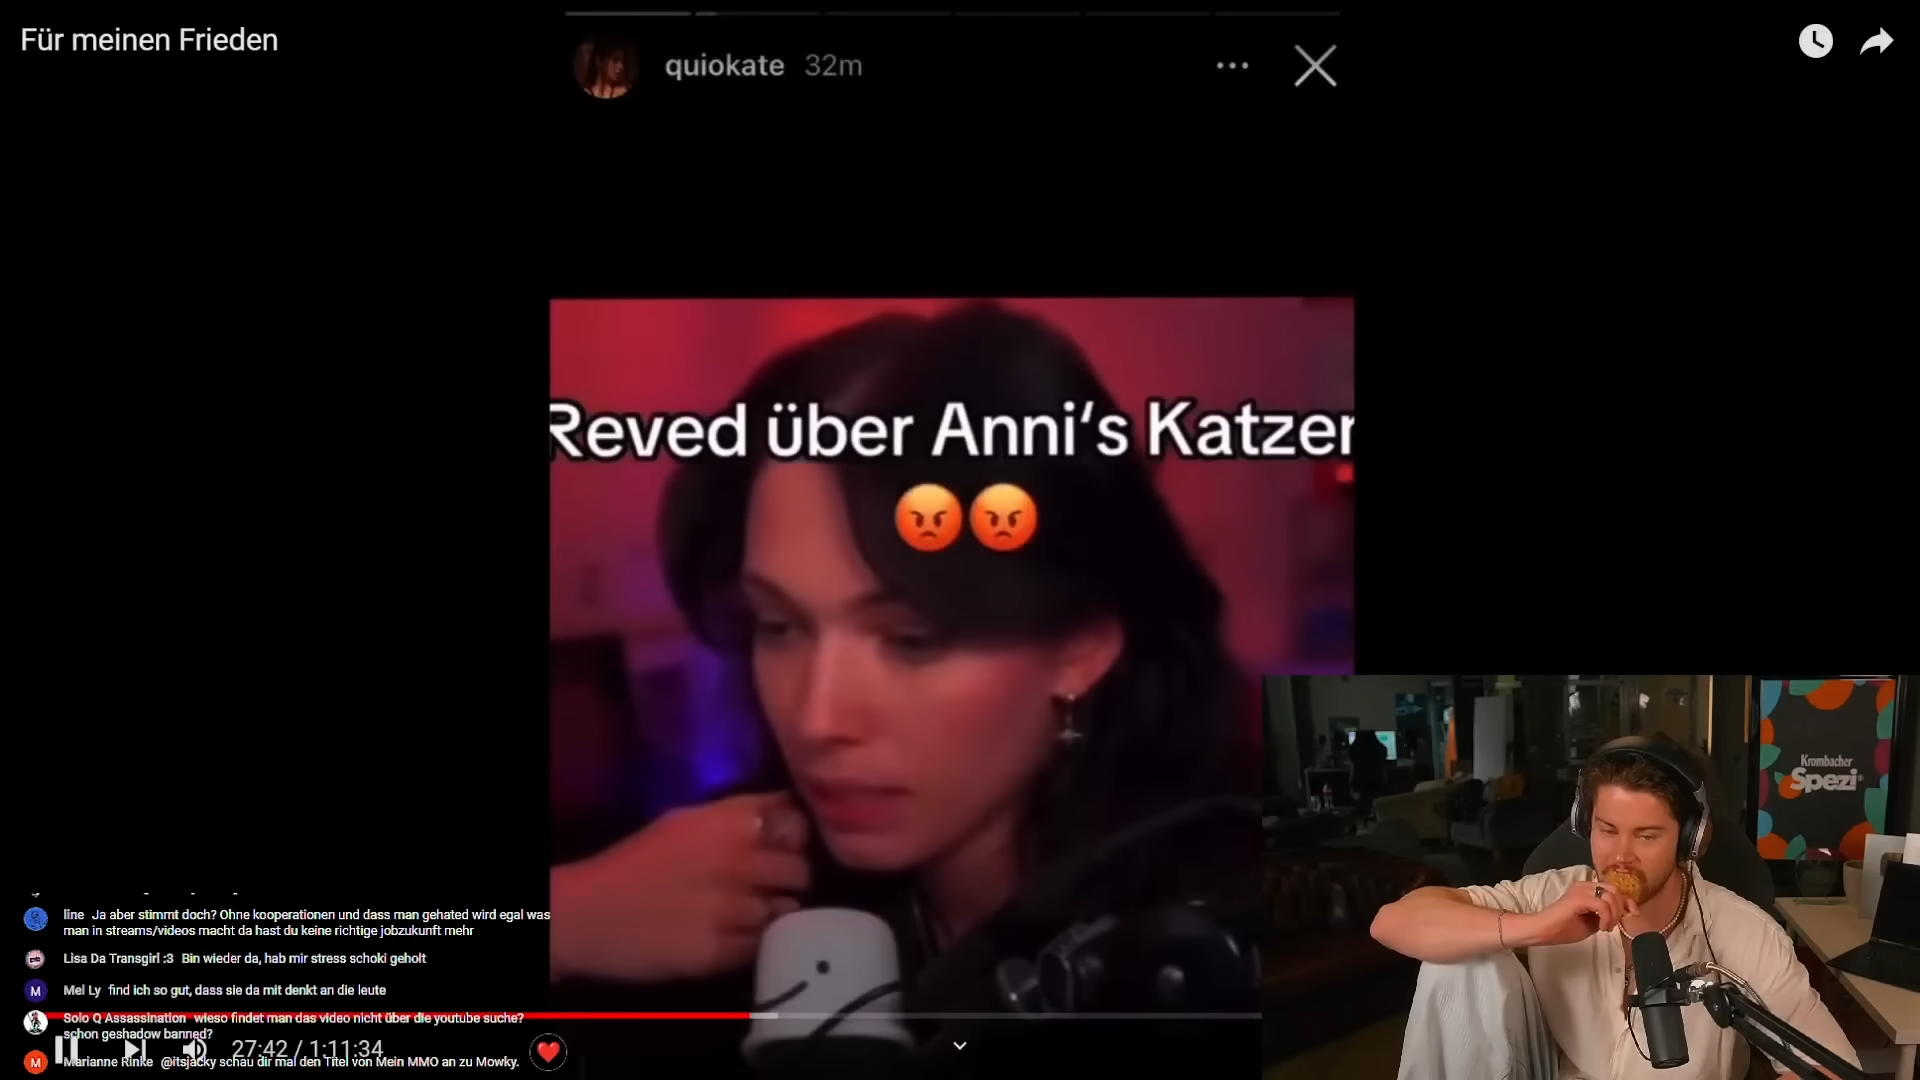 Für meinen Frieden
quiokate 32m
Reved über Anni's Katzen
😡😡
Krombacher
Spezi
line Ja aber stimmt doch? Ohne kooperationen und dass man gehated wird egal was
man in streams/videos macht da hast du keine richtige jobzukunft mehr
Lisa Da Transgirl :3 Bin wieder da, hab mir stress schoki geholt
M
Mel Ly find ich so gut, dass sie da mit denkt an die leute
Solo Q Assassination wieso findet man das video nicht über die youtube suche?
schon geshadow banned?
27:42 / 1:11:34
M
Marianne Rinke @itsjacky schau dir mal den Titel von Mein MMO an zu Mowky.